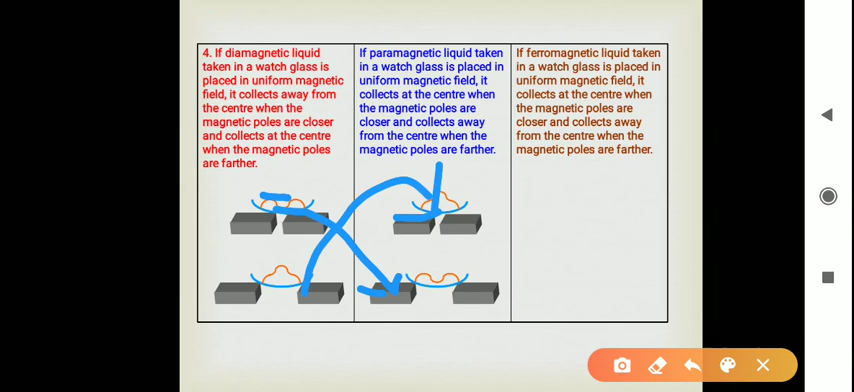 4. If diamagnetic liquid
taken in a watch glass is
placed in uniform magnetic
field, it collects away from
the centre when the
magnetic poles are closer
and collects at the centre
when the magnetic poles
are farther.
If paramagnetic liquid taken
in a watch glass is placed in
uniform magnetic field, it
collects at the centre when
the magnetic poles are
closer and collects away
from the centre when the
magnetic poles are farther.
If ferromagnetic liquid taken
in a watch glass is placed in
uniform magnetic field, it
collects at the centre when
the magnetic poles are
closer and collects away
from the centre when the
magnetic poles are farther.